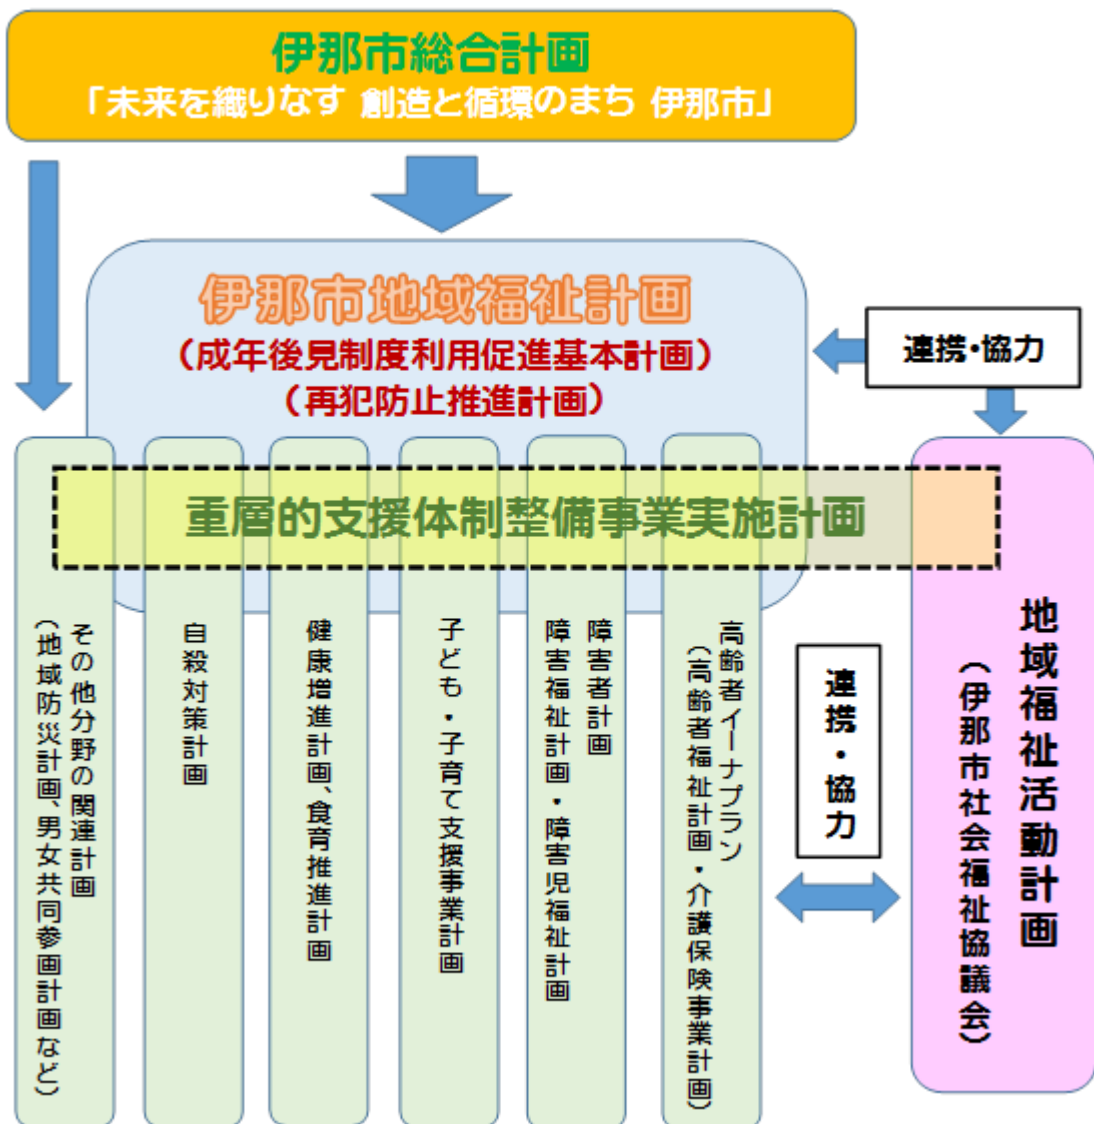 伊那市総合計画
「未来を織りなす 創造と循環のまち 伊那市」
伊那市地域福祉計画
(成年後見制度利用促進基本計画)
(再犯防止推進計画)
連携・協力
重層的支援体制整備事業実施計画
その他分野の関連計画
(地域防災計画、男女共同参画計画など)
自殺対策計画
健康増進計画、食育推進計画
子ども・子育て支援事業計画
障害者計画
障害福祉計画・障害児福祉計画
高齢者イーナプラン
(高齢者福祉計画・介護保険事業計画)
連携・協力
地域福祉活動計画
(伊那市社会福祉協議会)